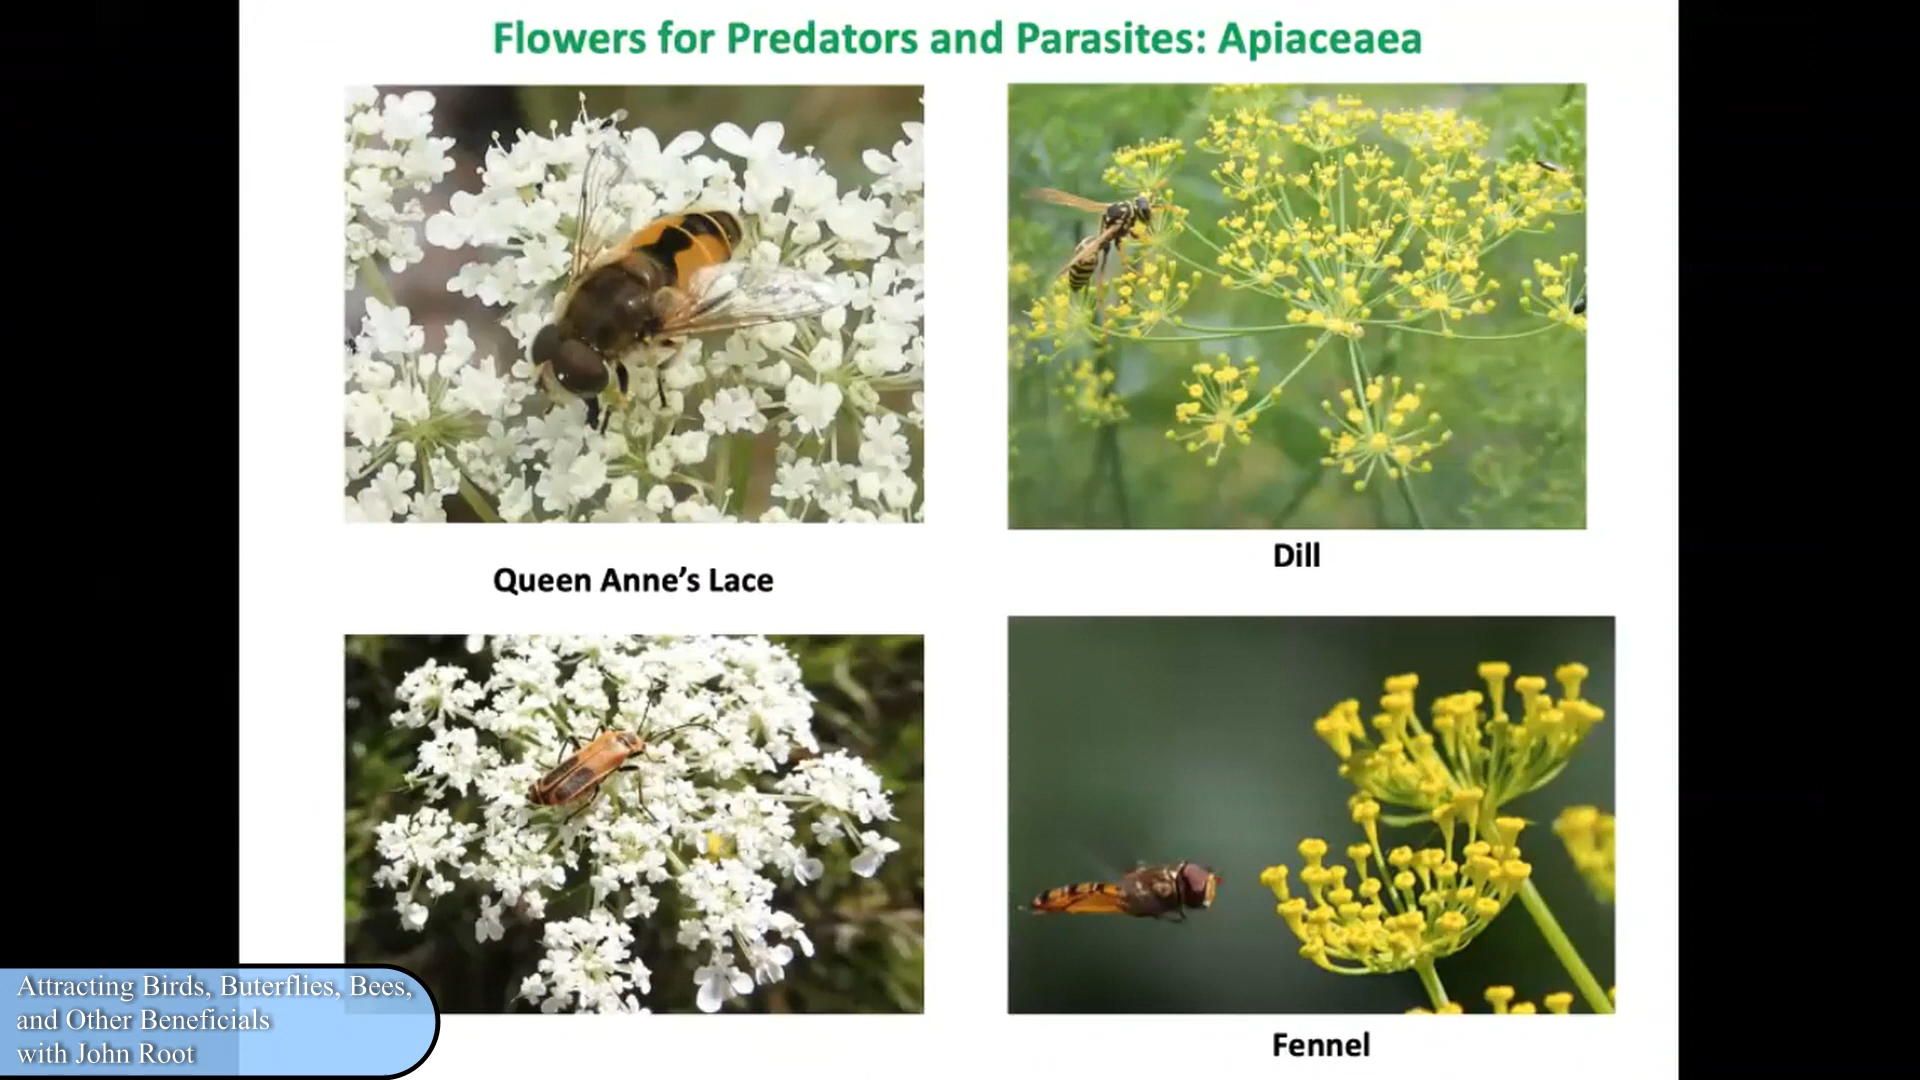 Flowers for Predators and Parasites: Apiaceaea
Queen Anne's Lace
Dill
Fennel
Attracting Birds, Buterflies, Bees,
and Other Beneficials
with John Root